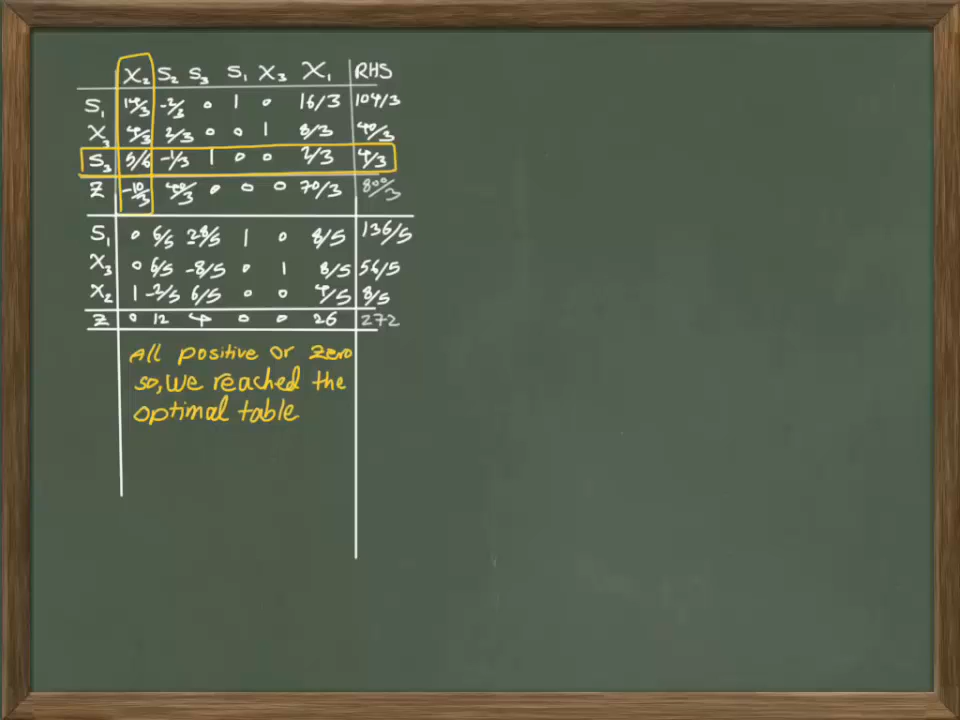 X₂ S₂ S₃ S₁ X₃ X₁ RHS
S₁ 14/3 -2/3 0 1 0 16/3 104/3
X₃ 4/3 2/3 0 0 1 8/3 40/3
S₃ 5/6 -1/3 1 0 0 2/3 4/3
Z -10/3 40/3 0 0 0 70/3 800/3
S₁ 0 6/5 -28/5 1 0 8/5 136/5
X₃ 0 6/5 -8/5 0 1 8/5 56/5
X₂ 1 -2/5 6/5 0 0 4/5 8/5
Z 0 12 4 0 0 26 272
All positive or zero
so, we reached the
optimal table